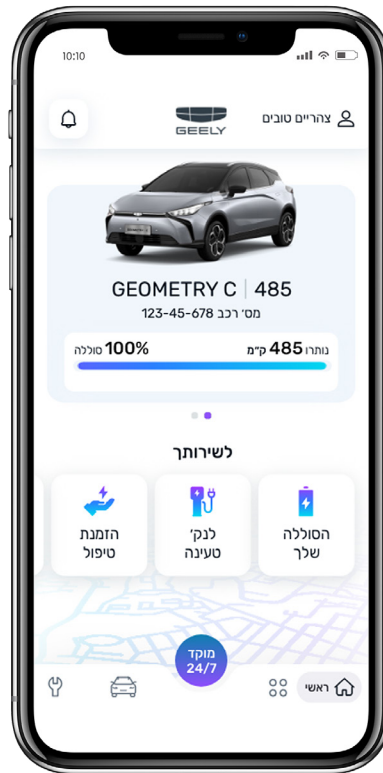 10:10
צהריים טובים
GEELY
GEOMETRY C | 485
מס׳ רכב 123-45-678
נותרו 485 ק״מ
100% סוללה
לשירותך
הסוללה
שלך
לנק׳
טעינה
הזמנת
טיפול
מוקד
24/7
ראשי